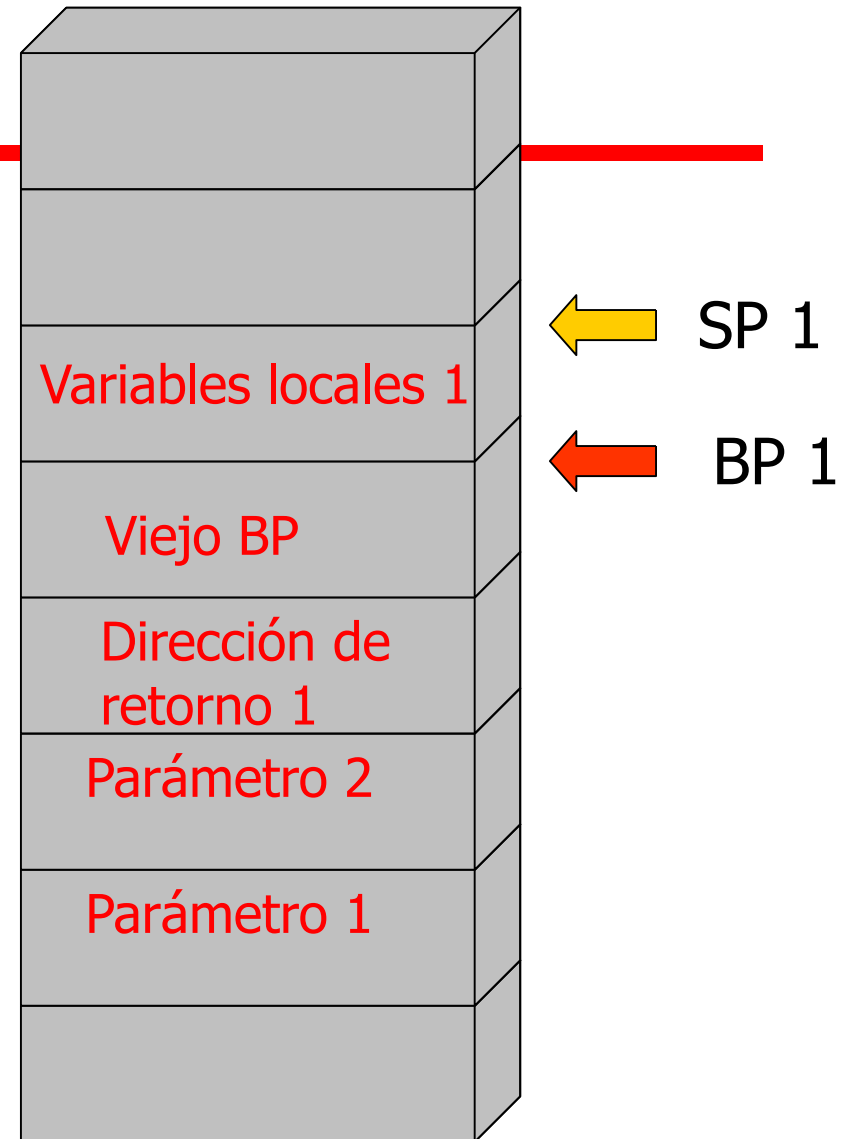 SP 1
Variables locales 1
BP 1
Viejo BP
Dirección de
retorno 1
Parámetro 2
Parámetro 1